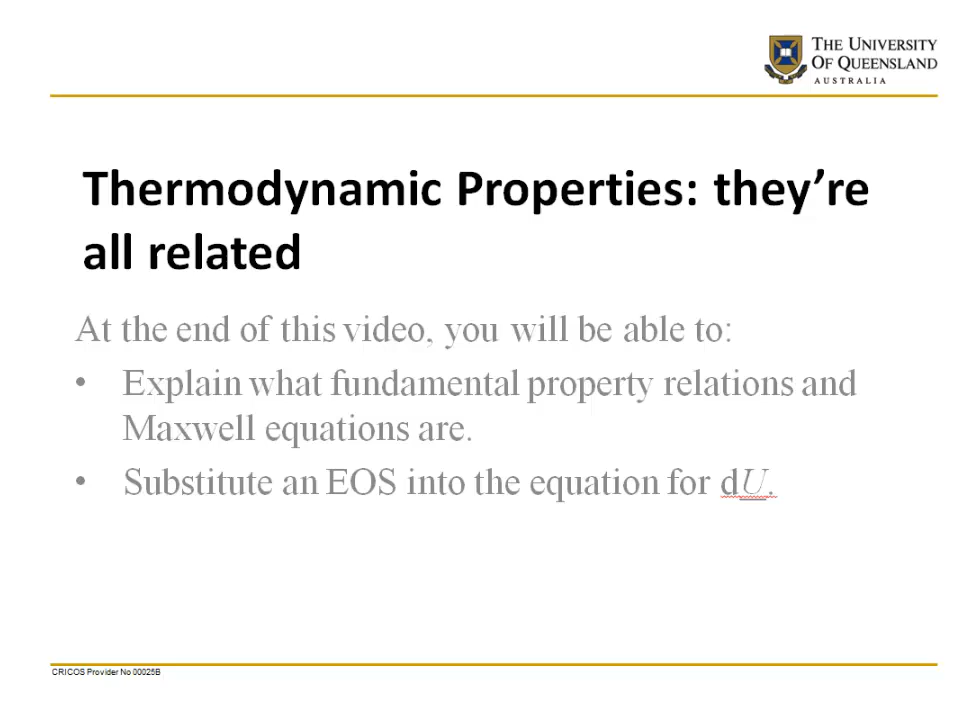 THE UNIVERSITY
OF QUEENSLAND
AUSTRALIA
Thermodynamic Properties: they’re
all related
At the end of this video, you will be able to:
• Explain what fundamental property relations and
Maxwell equations are.
• Substitute an EOS into the equation for dU.
CRICOS Provider No 00025B